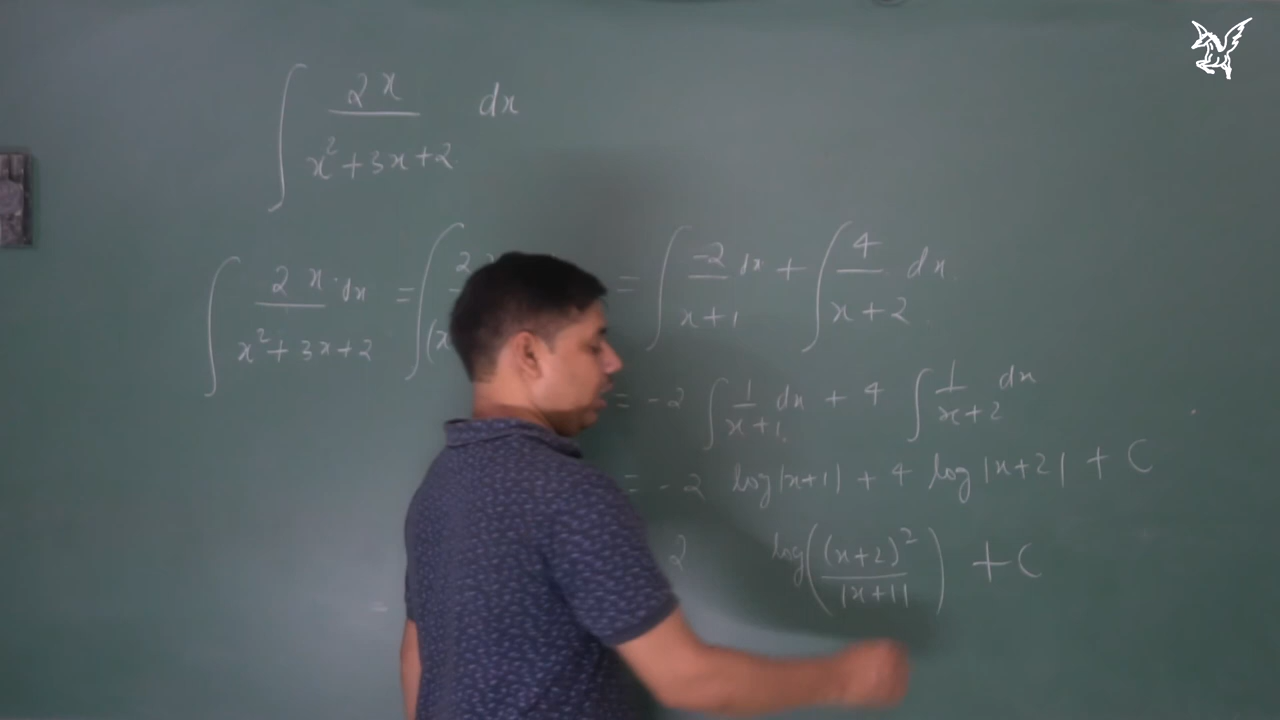 ∫ 2x / x²+3x+2 dx
∫ 2x·dx / x²+3x+2 = ∫ 2 / (x = ∫ -2 / x+1 dx + ∫ 4 / x+2 dx.
= -2 ∫ 1 / x+1 dx + 4 ∫ 1 / x+2 dx
= -2 log|x+1| + 4 log|x+2| + C
2 log( (x+2)² / |x+1| ) + C